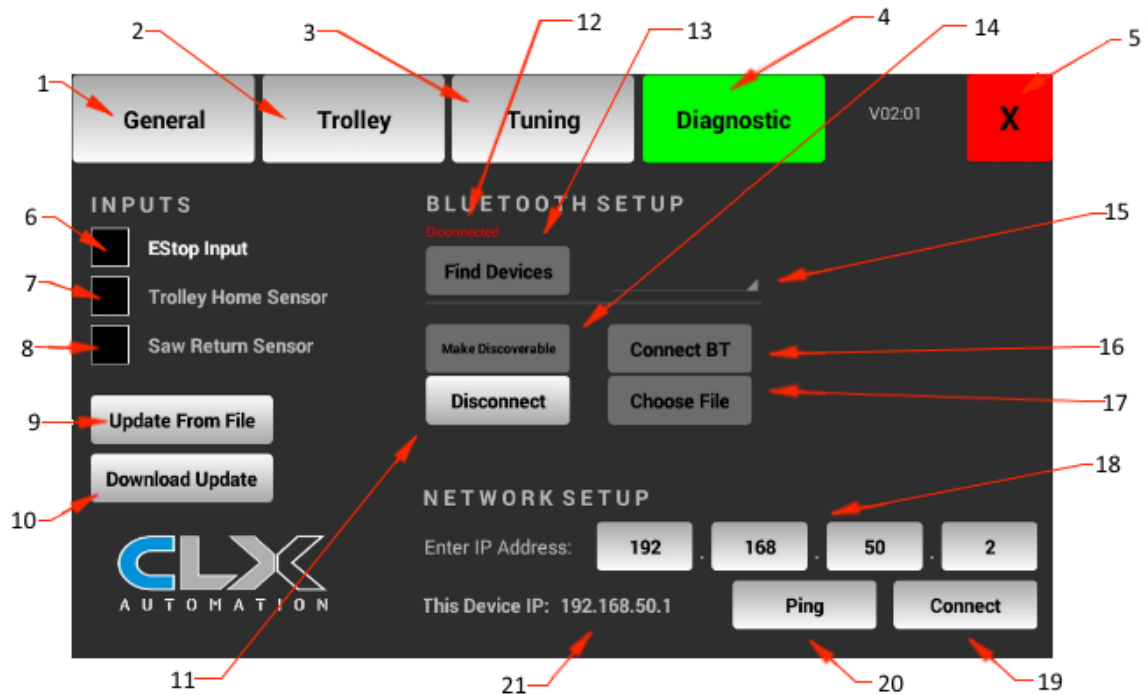 12
13
14
2
3
4
5
1
General
Trolley
Tuning
Diagnostic
V02:01
X
INPUTS
BLUETOOTH SETUP
6
EStop Input
Diconnected
15
Find Devices
7
Trolley Home Sensor
8
Saw Return Sensor
Make Discoverable
Connect BT
16
Disconnect
Choose File
17
9
Update From File
Download Update
10
18
NETWORK SETUP
Enter IP Address:
192 . 168 . 50 . 2
CLX
AUTOMATION
This Device IP: 192.168.50.1
Ping
Connect
11
21
20
19